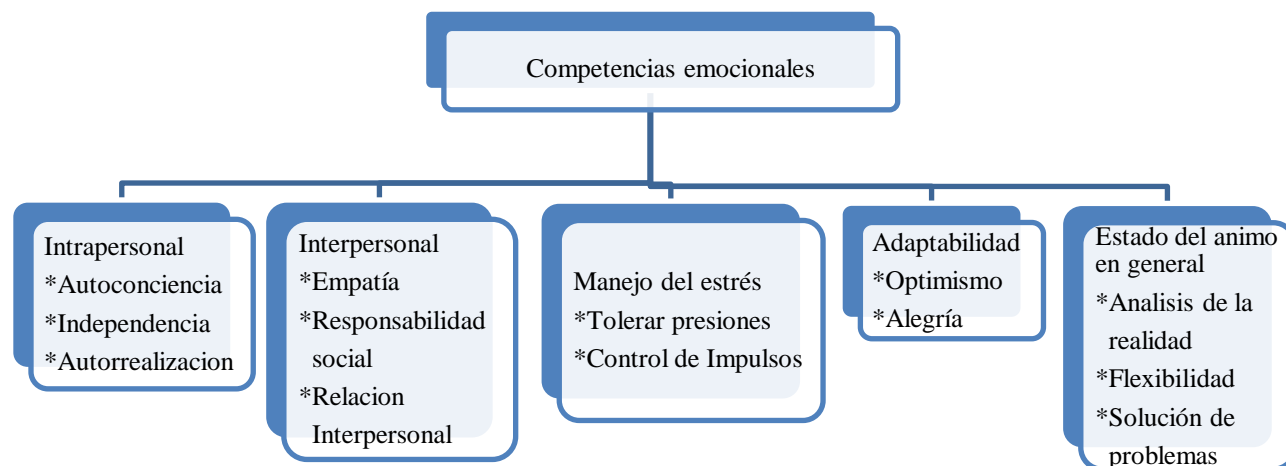 Competencias emocionales
Intrapersonal
*Autoconciencia
*Independencia
*Autorrealizacion
Interpersonal
*Empatía
*Responsabilidad
social
*Relacion
Interpersonal
Manejo del estrés
*Tolerar presiones
*Control de Impulsos
Adaptabilidad
*Optimismo
*Alegría
Estado del animo
en general
*Analisis de la
realidad
*Flexibilidad
*Solución de
problemas